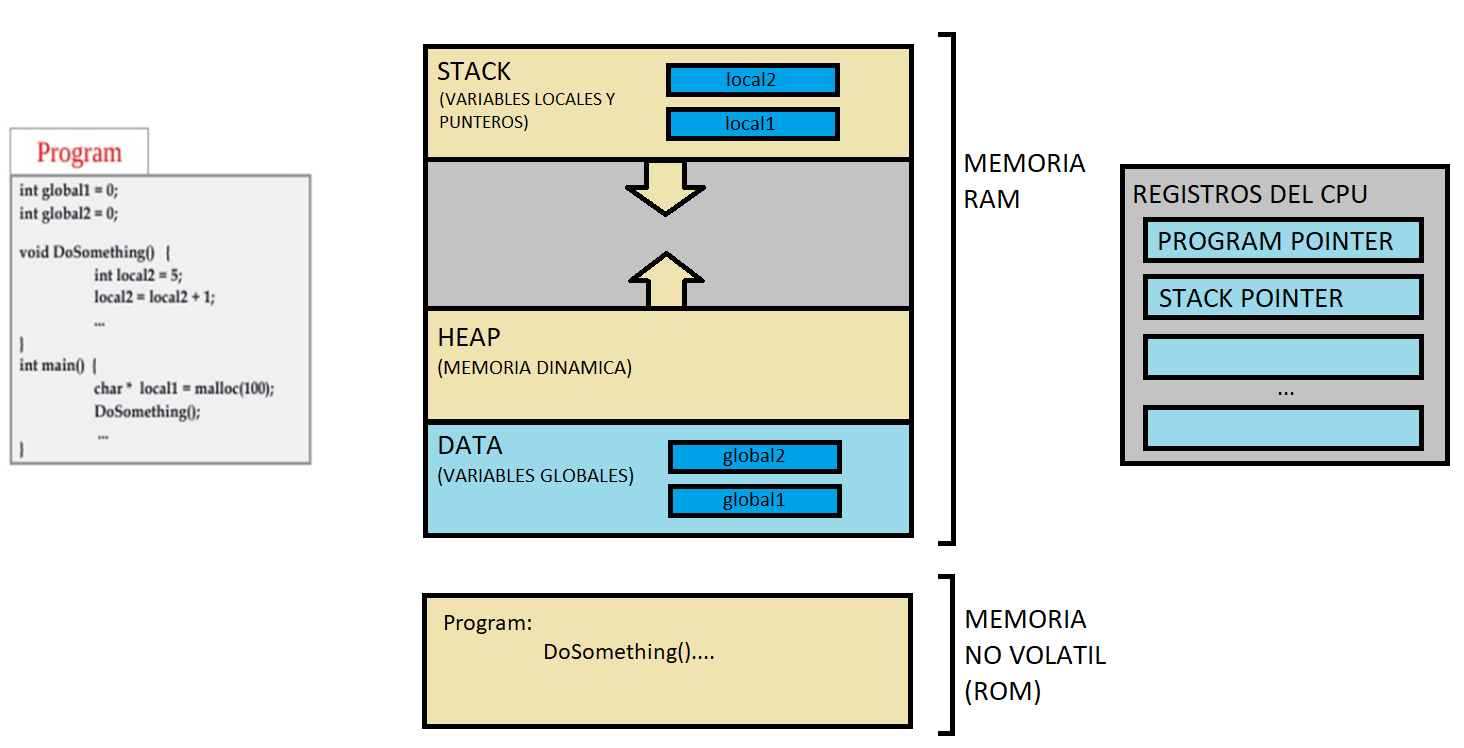 Program
int global1 = 0;
int global2 = 0;
void DoSomething() {
int local2 = 5;
local2 = local2 + 1;
...
}
int main() {
char * local1 = malloc(100);
DoSomething();
...
}
STACK
(VARIABLES LOCALES Y
PUNTEROS)
local2
local1
HEAP
(MEMORIA DINAMICA)
DATA
(VARIABLES GLOBALES)
global2
global1
MEMORIA
RAM
Program:
DoSomething()....
MEMORIA
NO VOLATIL
(ROM)
REGISTROS DEL CPU
PROGRAM POINTER
STACK POINTER
...